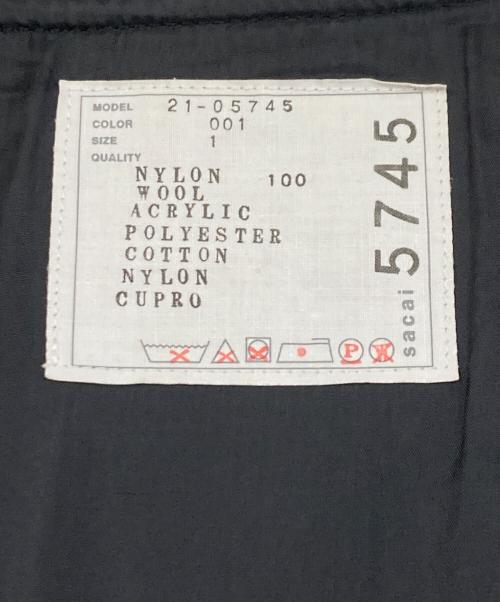 MODEL 21-05745
COLOR 001
SIZE 1
QUALITY
NYLON 100
WOOL
ACRYLIC
POLYESTER
COTTON
NYLON
CUPRO
P W
sacai 5745